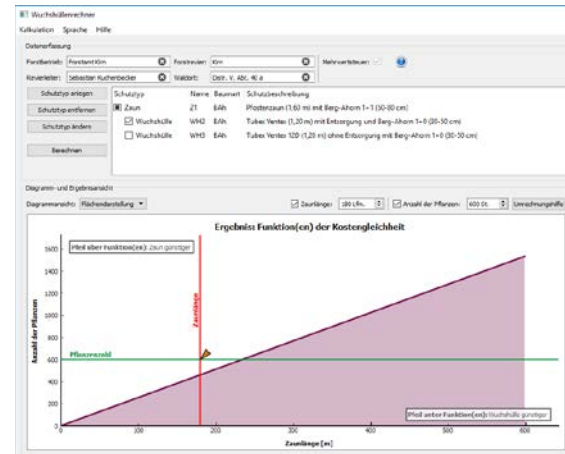 Wuchshüllenrechner
Kalkulation Sprache Hilfe
Datenerfassung
Forstbetrieb: Forstamt Kirn Forstrevier: Kirn Mehrwertsteuer:
Revierleiter: Sebastian Kuchenbecker Waldort: Distr. V, Abt. 40 a
Schutztyp anlegen
Schutztyp entfernen
Schutztyp ändern
Berechnen
Schutztyp Name Baumart Schutzbeschreibung
Zaun Z1 BAh Pfostenzaun (1,60 m) mit Berg-Ahorn 1+1 (50-80 cm)
Wuchshülle WH2 BAh Tubex Ventex (1,20 m) mit Entsorgung und Berg-Ahorn 1+0 (30-50 cm)
Wuchshülle WH3 BAh Tubex Ventex 12D (1,20 m) ohne Entsorgung mit Berg-Ahorn 1+0 (30-50 cm)
Diagramm- und Ergebnisansicht
Diagrammansicht: Flächendarstellung Zaunlänge: 180 Lfm. Anzahl der Pflanzen: 600 St. Umrechnungshilfe
Ergebnis: Funktion(en) der Kostengleichheit
Pfeil über Funktion(en): Zaun günstiger
Anzahl der Pflanzen
1600
1400
1200
1000
800
600
400
200
0
Zaunlänge
Pflanzenzahl
Pfeil unter Funktion(en): Wuchshülle günstiger
0 100 200 300 400 500 600
Zaunlänge [m]